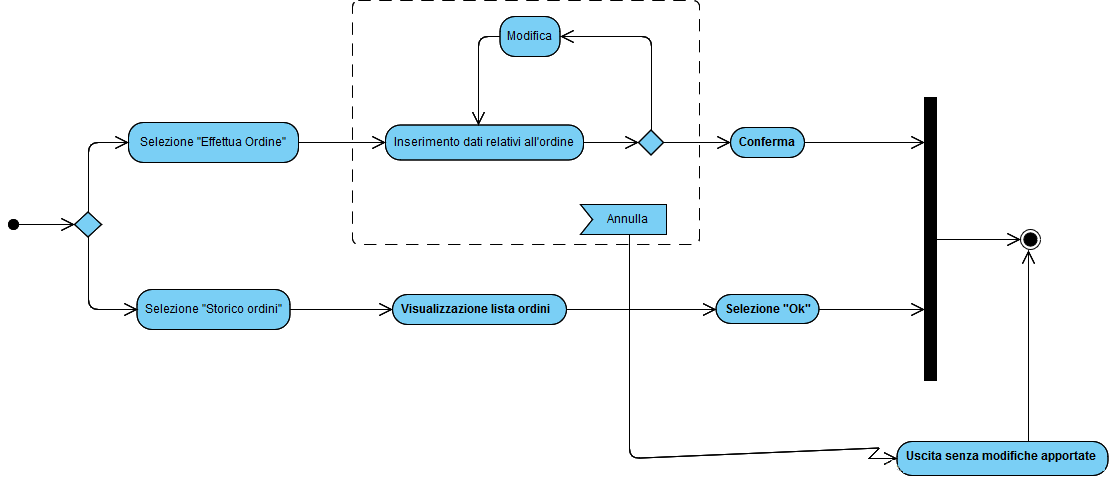 Modifica
Selezione "Effettua Ordine"
Inserimento dati relativi all'ordine
Conferma
Annulla
Selezione "Storico ordini"
Visualizzazione lista ordini
Selezione "Ok"
Uscita senza modifiche apportate